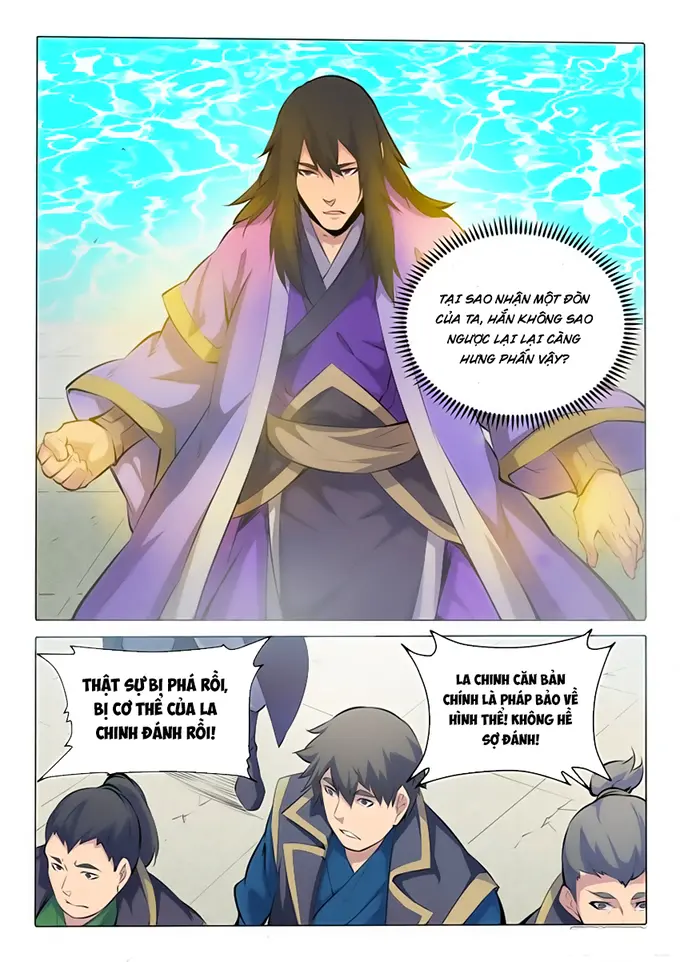 TẠI SAO NHẬN MỘT ĐÒN
CỦA TA, HẮN KHÔNG SAO
NGƯỢC LẠI LẠI CÀNG
HƯNG PHẤN VẬY?
THẬT SỰ BỊ PHÁ RỒI,
BỊ CƠ THỂ CỦA LA
CHINH ĐÁNH RỒI!
LA CHINH CĂN BẢN
CHÍNH LÀ PHÁP BẢO VỀ
HÌNH THỂ! KHÔNG HỀ
SỢ ĐÁNH!